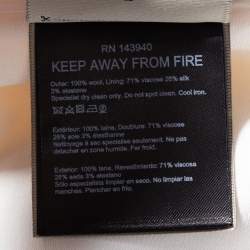 RN 143940
KEEP AWAY FROM FIRE
Outer: 100% wool, Lining: 71% viscose 26% silk
3% elastane
Specialist dry clean only. Do not spot clean. Cool iron.
Extérieur: 100% laine, Doublure: 71% viscose
26% soie 3% élasthanne
Nettoyage à sec spécialisé seulement. Ne pas
détacher en zone humide. Fer froid.
Exterior: 100% lana, Revestimiento: 71% viscosa
26% seda 3% elastano
Sólo especialista en seco. No limpiar las
manchas. Planchar en frío.